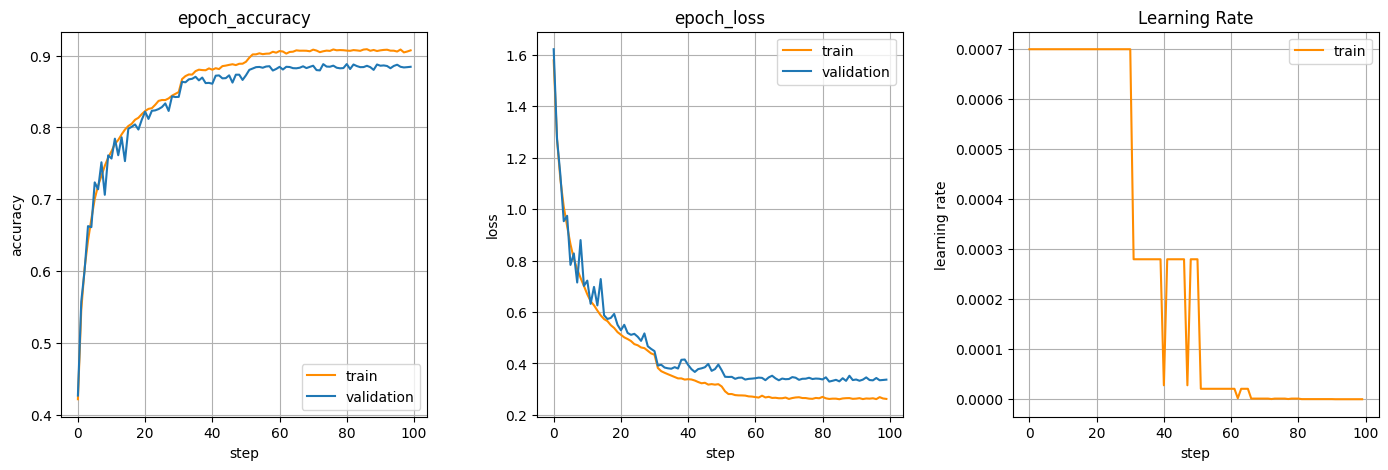 epoch_accuracy
accuracy
0.9
0.8
0.7
0.6
0.5
0.4
0 20 40 60 80 100
step
train
validation
epoch_loss
loss
1.6
1.4
1.2
1.0
0.8
0.6
0.4
0.2
0 20 40 60 80 100
step
train
validation
Learning Rate
learning rate
0.0007
0.0006
0.0005
0.0004
0.0003
0.0002
0.0001
0.0000
0 20 40 60 80 100
step
train